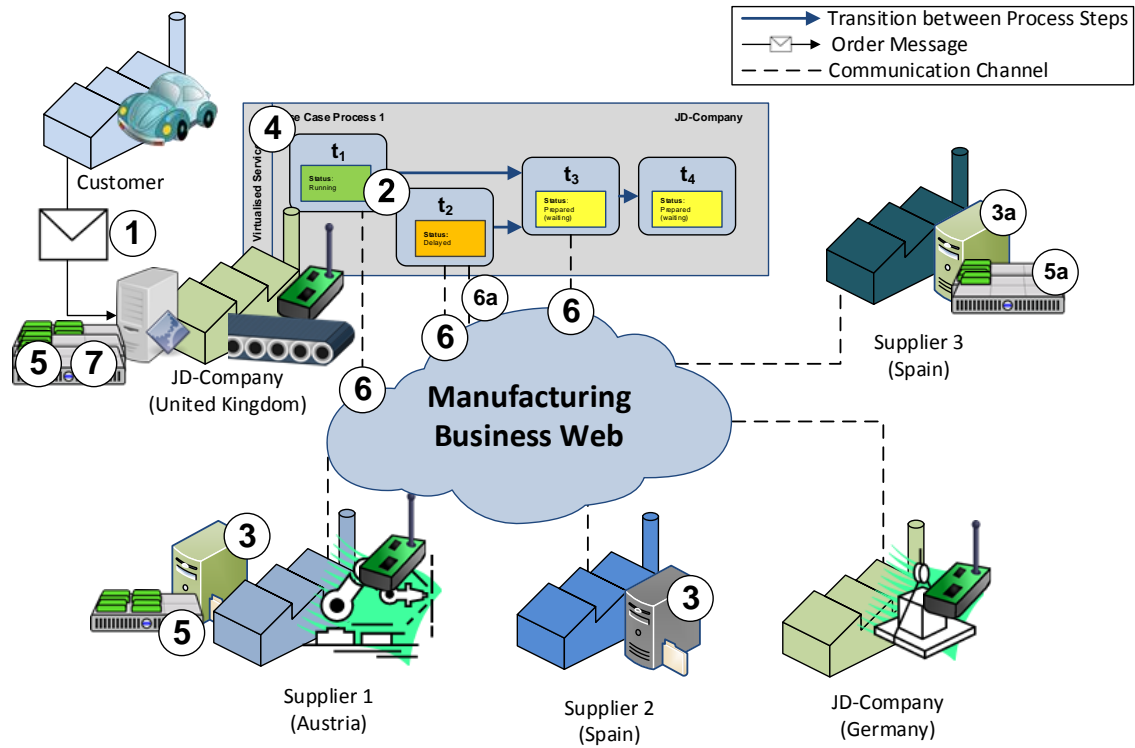 Transition between Process Steps
Order Message
Communication Channel
Customer
1
4
Case Process 1
JD-Company
Virtualised
t1
Status:
Running
2
t2
Status:
Delayed
t3
Status:
Prepared
(waiting)
t4
Status:
Prepared
(waiting)
3a
5a
Supplier 3
(Spain)
6a
6
6
6
5
7
JD-Company
(United Kingdom)
Manufacturing
Business Web
3
5
Supplier 1
(Austria)
3
Supplier 2
(Spain)
JD-Company
(Germany)